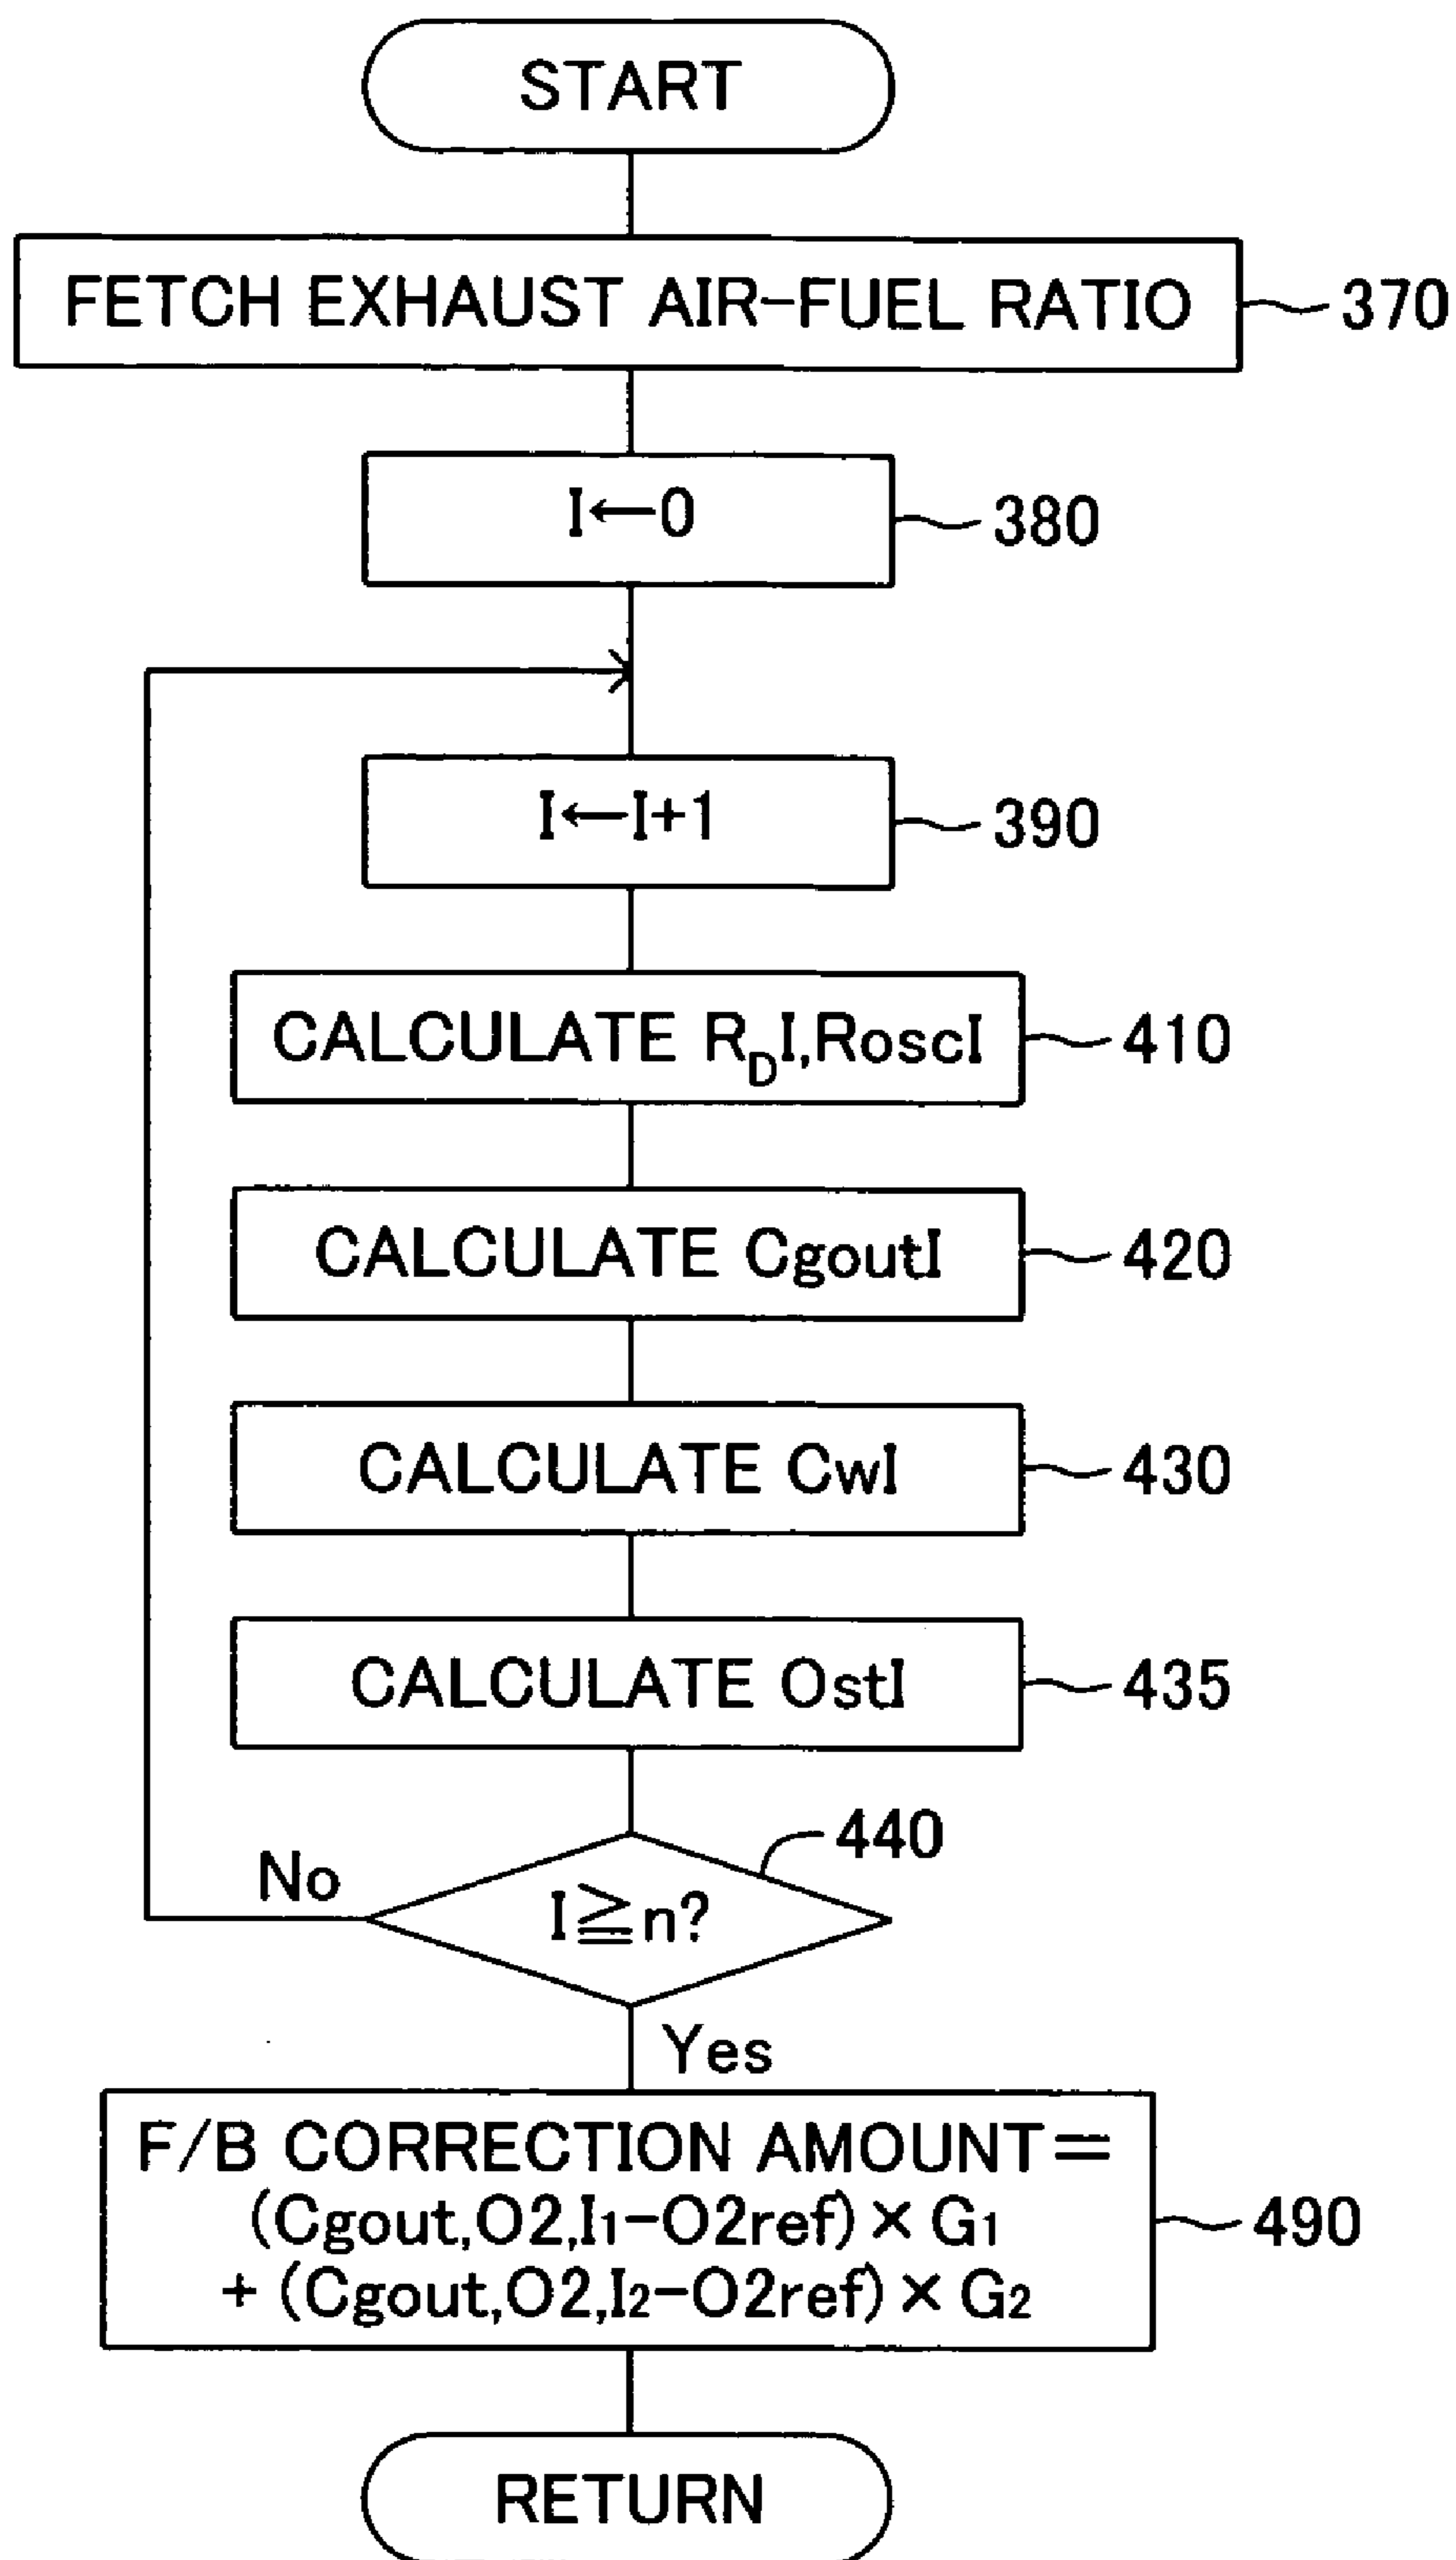 START
FETCH EXHAUST AIR-FUEL RATIO
370
I←0
380
I←I+1
390
CALCULATE RDI,RoscI
410
CALCULATE CgoutI
420
CALCULATE CwI
430
CALCULATE OstI
435
440
No
I≧n?
Yes
F/B CORRECTION AMOUNT=
(Cgout,O2,I1-O2ref)×G1
+(Cgout,O2,I2-O2ref)×G2
490
RETURN